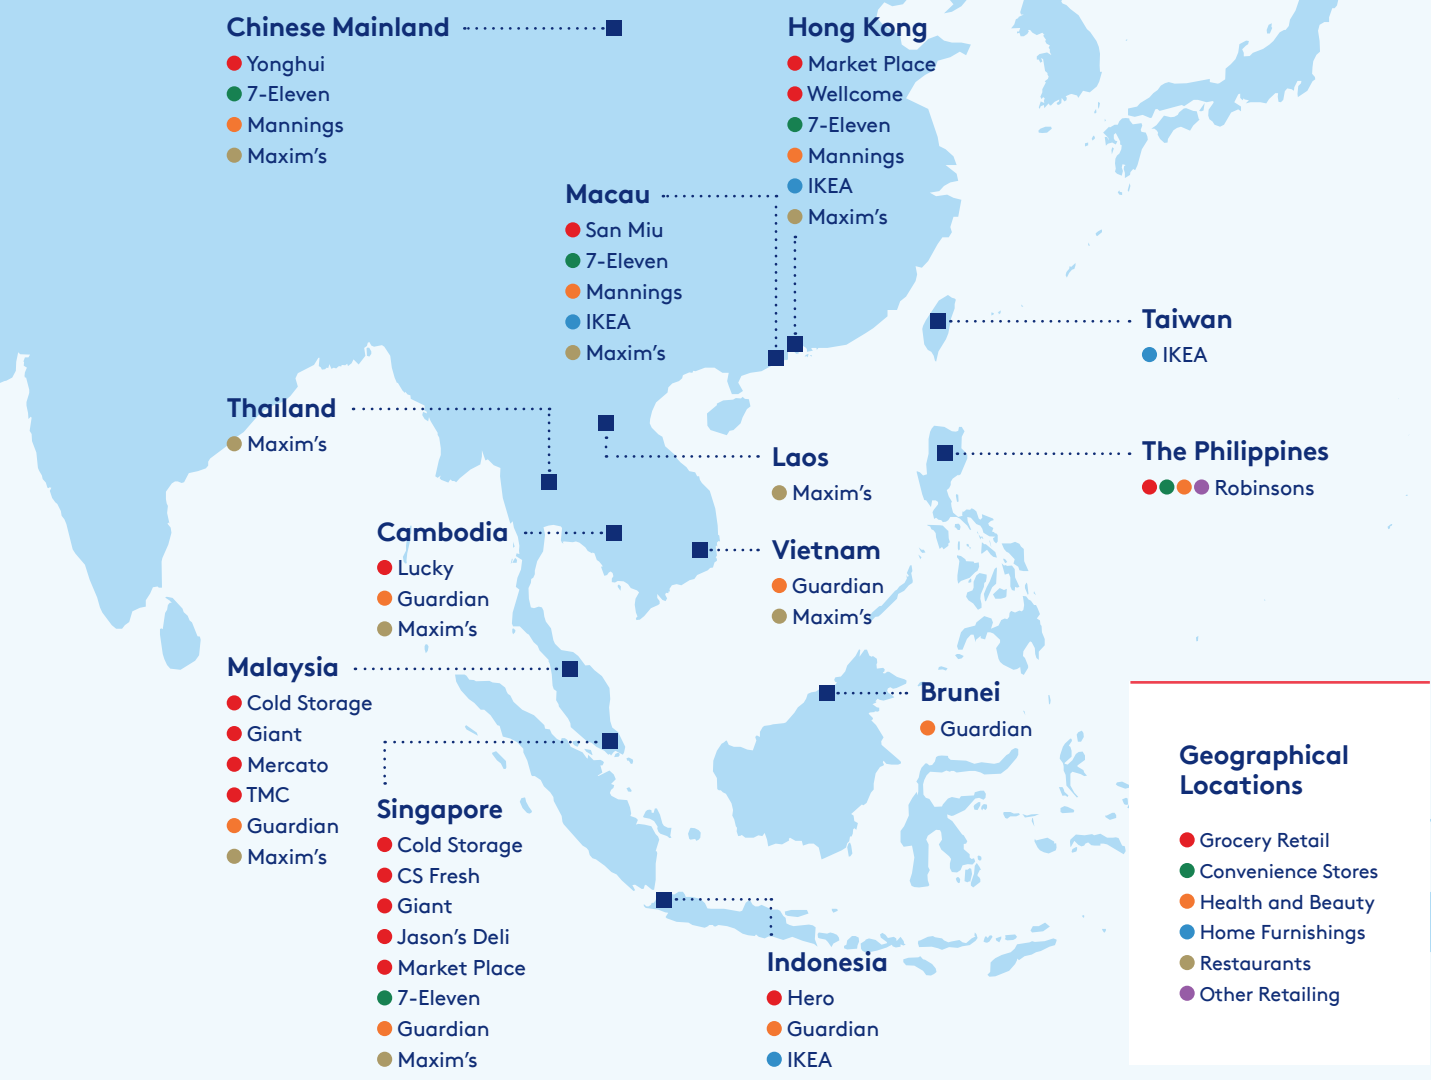 Chinese Mainland
Yonghui
7-Eleven
Mannings
Maxim's
Hong Kong
Market Place
Wellcome
7-Eleven
Mannings
IKEA
Maxim's
Macau
San Miu
7-Eleven
Mannings
IKEA
Maxim's
Taiwan
IKEA
Thailand
Maxim's
Laos
Maxim's
The Philippines
Robinsons
Cambodia
Lucky
Guardian
Maxim's
Vietnam
Guardian
Maxim's
Malaysia
Cold Storage
Giant
Mercato
TMC
Guardian
Maxim's
Brunei
Guardian
Singapore
Cold Storage
CS Fresh
Giant
Jason's Deli
Market Place
7-Eleven
Guardian
Maxim's
Indonesia
Hero
Guardian
IKEA
Geographical
Locations
Grocery Retail
Convenience Stores
Health and Beauty
Home Furnishings
Restaurants
Other Retailing